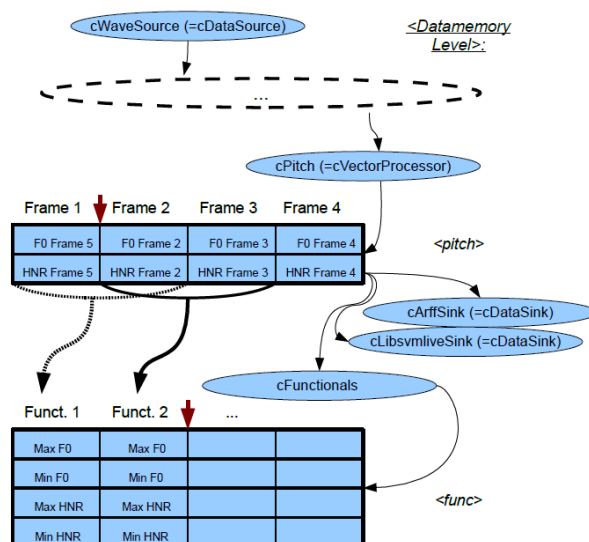 cWaveSource (=cDataSource)
<Datamemory
Level>:
...
cPitch (=cVectorProcessor)
Frame 1 Frame 2 Frame 3 Frame 4
F0 Frame 5 F0 Frame 2 F0 Frame 3 F0 Frame 4
<pitch>
HNR Frame 5 HNR Frame 2 HNR Frame 3 HNR Frame 4
cArffSink (=cDataSink)
cLibsvmliveSink (=cDataSink)
cFunctionals
Funct. 1 Funct. 2 ...
Max F0 Max F0
Min F0 Min F0
Max HNR Max HNR
<func>
Min HNR Min HNR